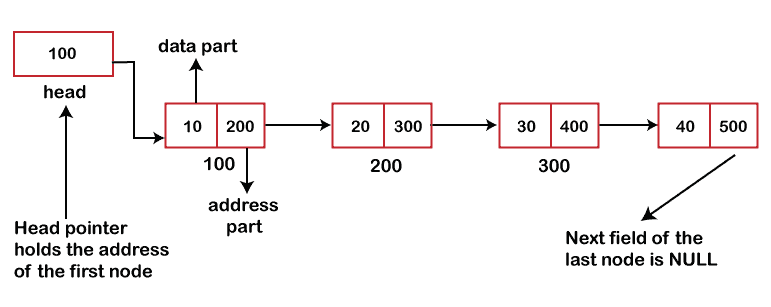 100
head
data part
10 200
100
20 300
200
30 400
300
40 500
address
part
Head pointer
holds the address
of the first node
Next field of the
last node is NULL